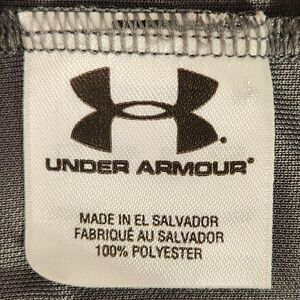 UNDER ARMOUR®
MADE IN EL SALVADOR
FABRIQUÉ AU SALVADOR
100% POLYESTER